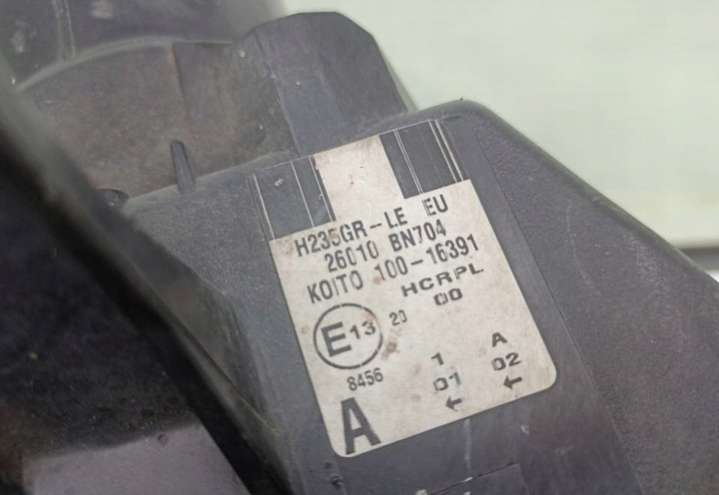 H235GR-LE EU
26010 BN704
KOITO 100-16391
HCRPL
E13 20 00
8456 1 A
01 02
A ← ←